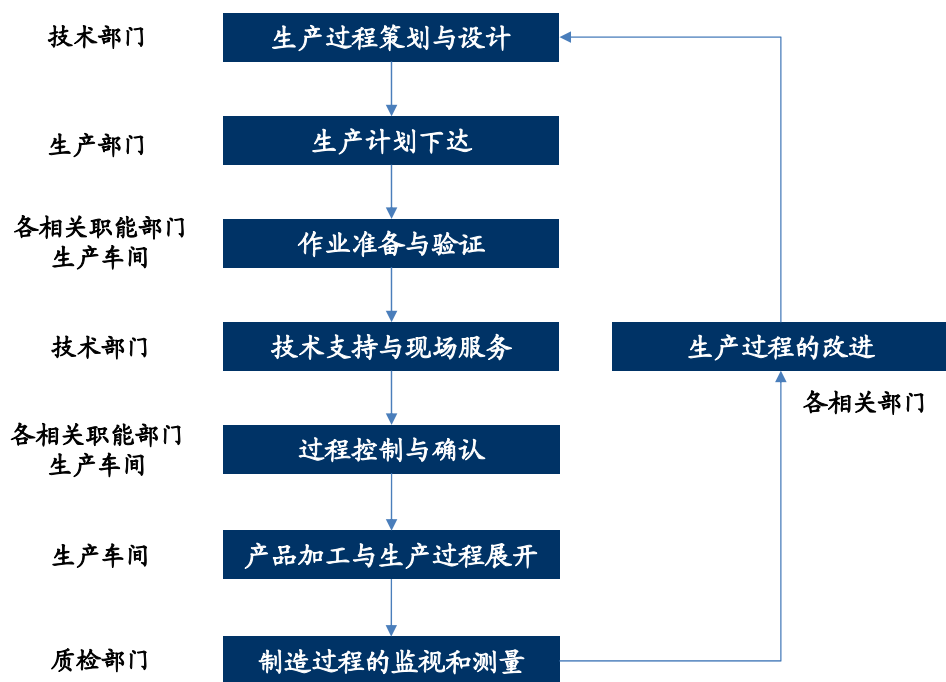 技术部门
生产过程策划与设计
生产部门
生产计划下达
各相关职能部门
生产车间
作业准备与验证
技术部门
技术支持与现场服务
生产过程的改进
各相关部门
各相关职能部门
生产车间
过程控制与确认
生产车间
产品加工与生产过程展开
质检部门
制造过程的监视和测量